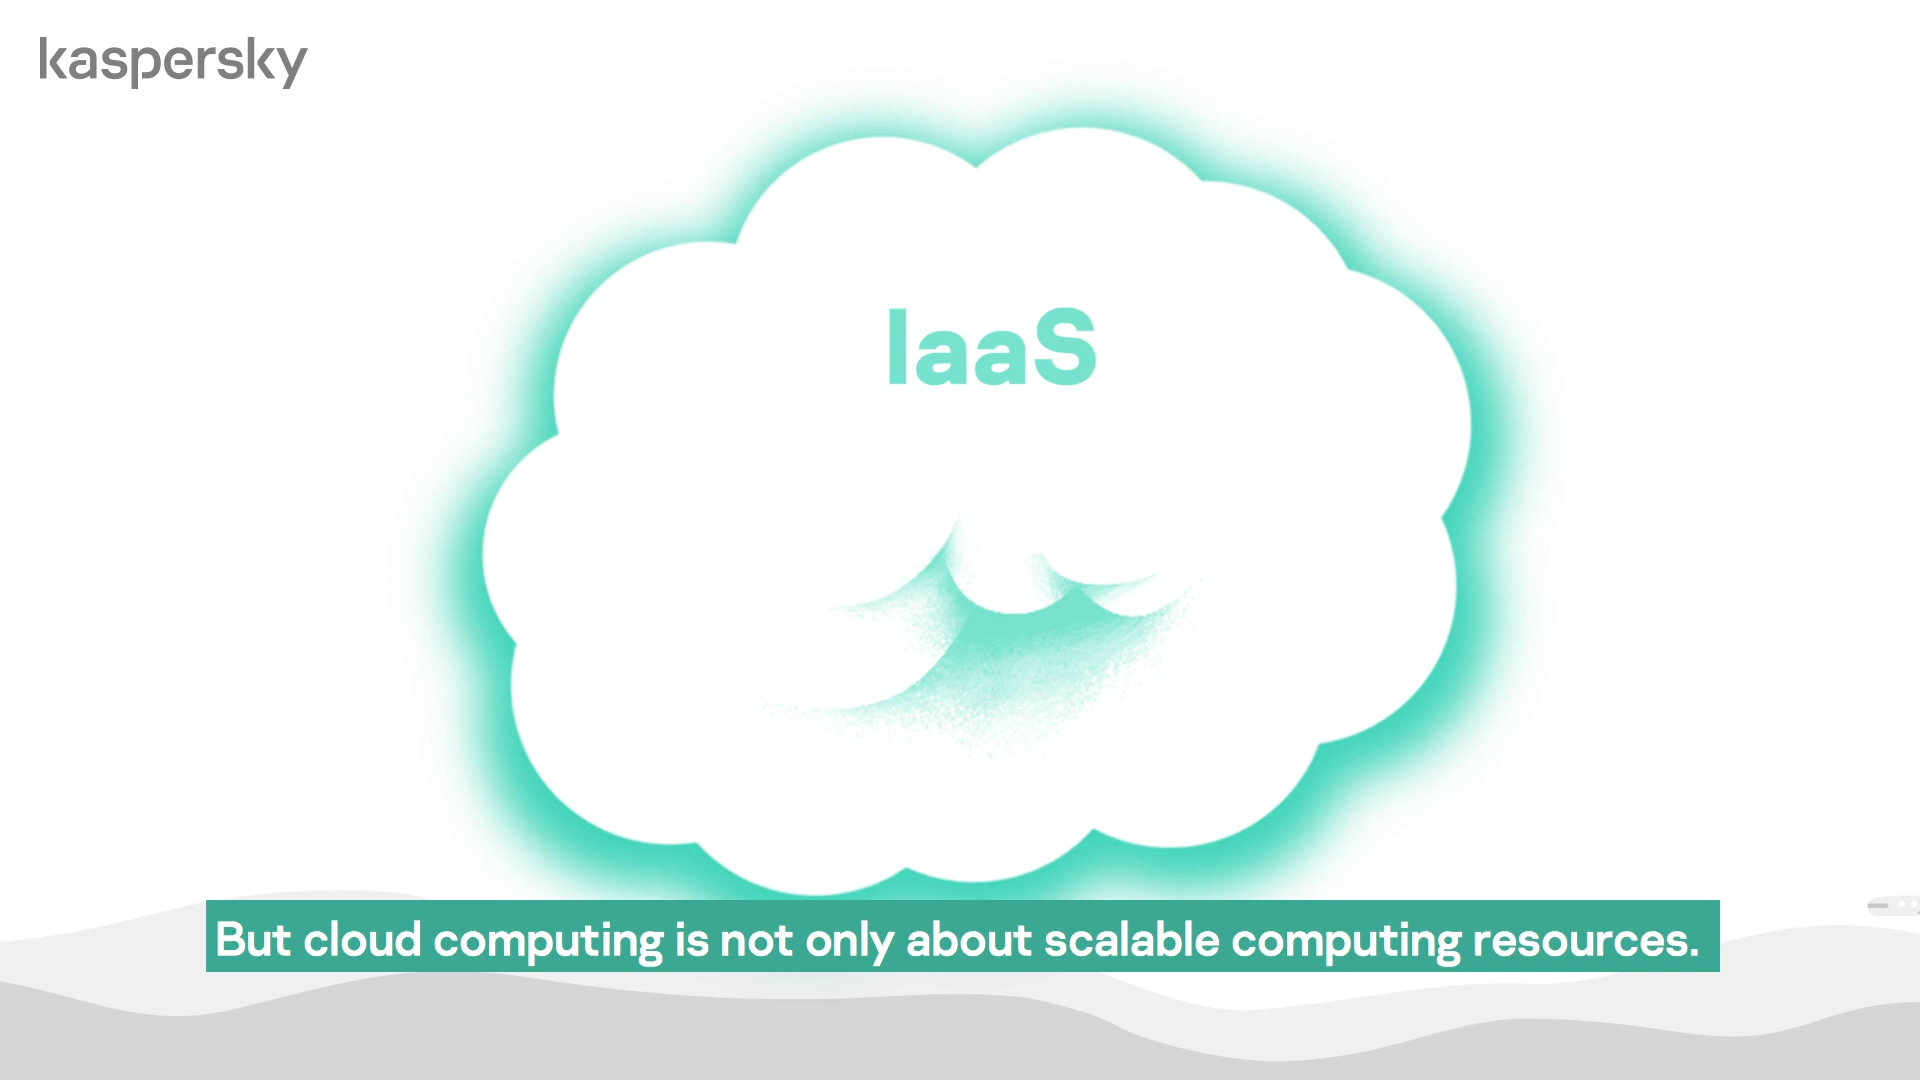 kaspersky
IaaS
But cloud computing is not only about scalable computing resources.